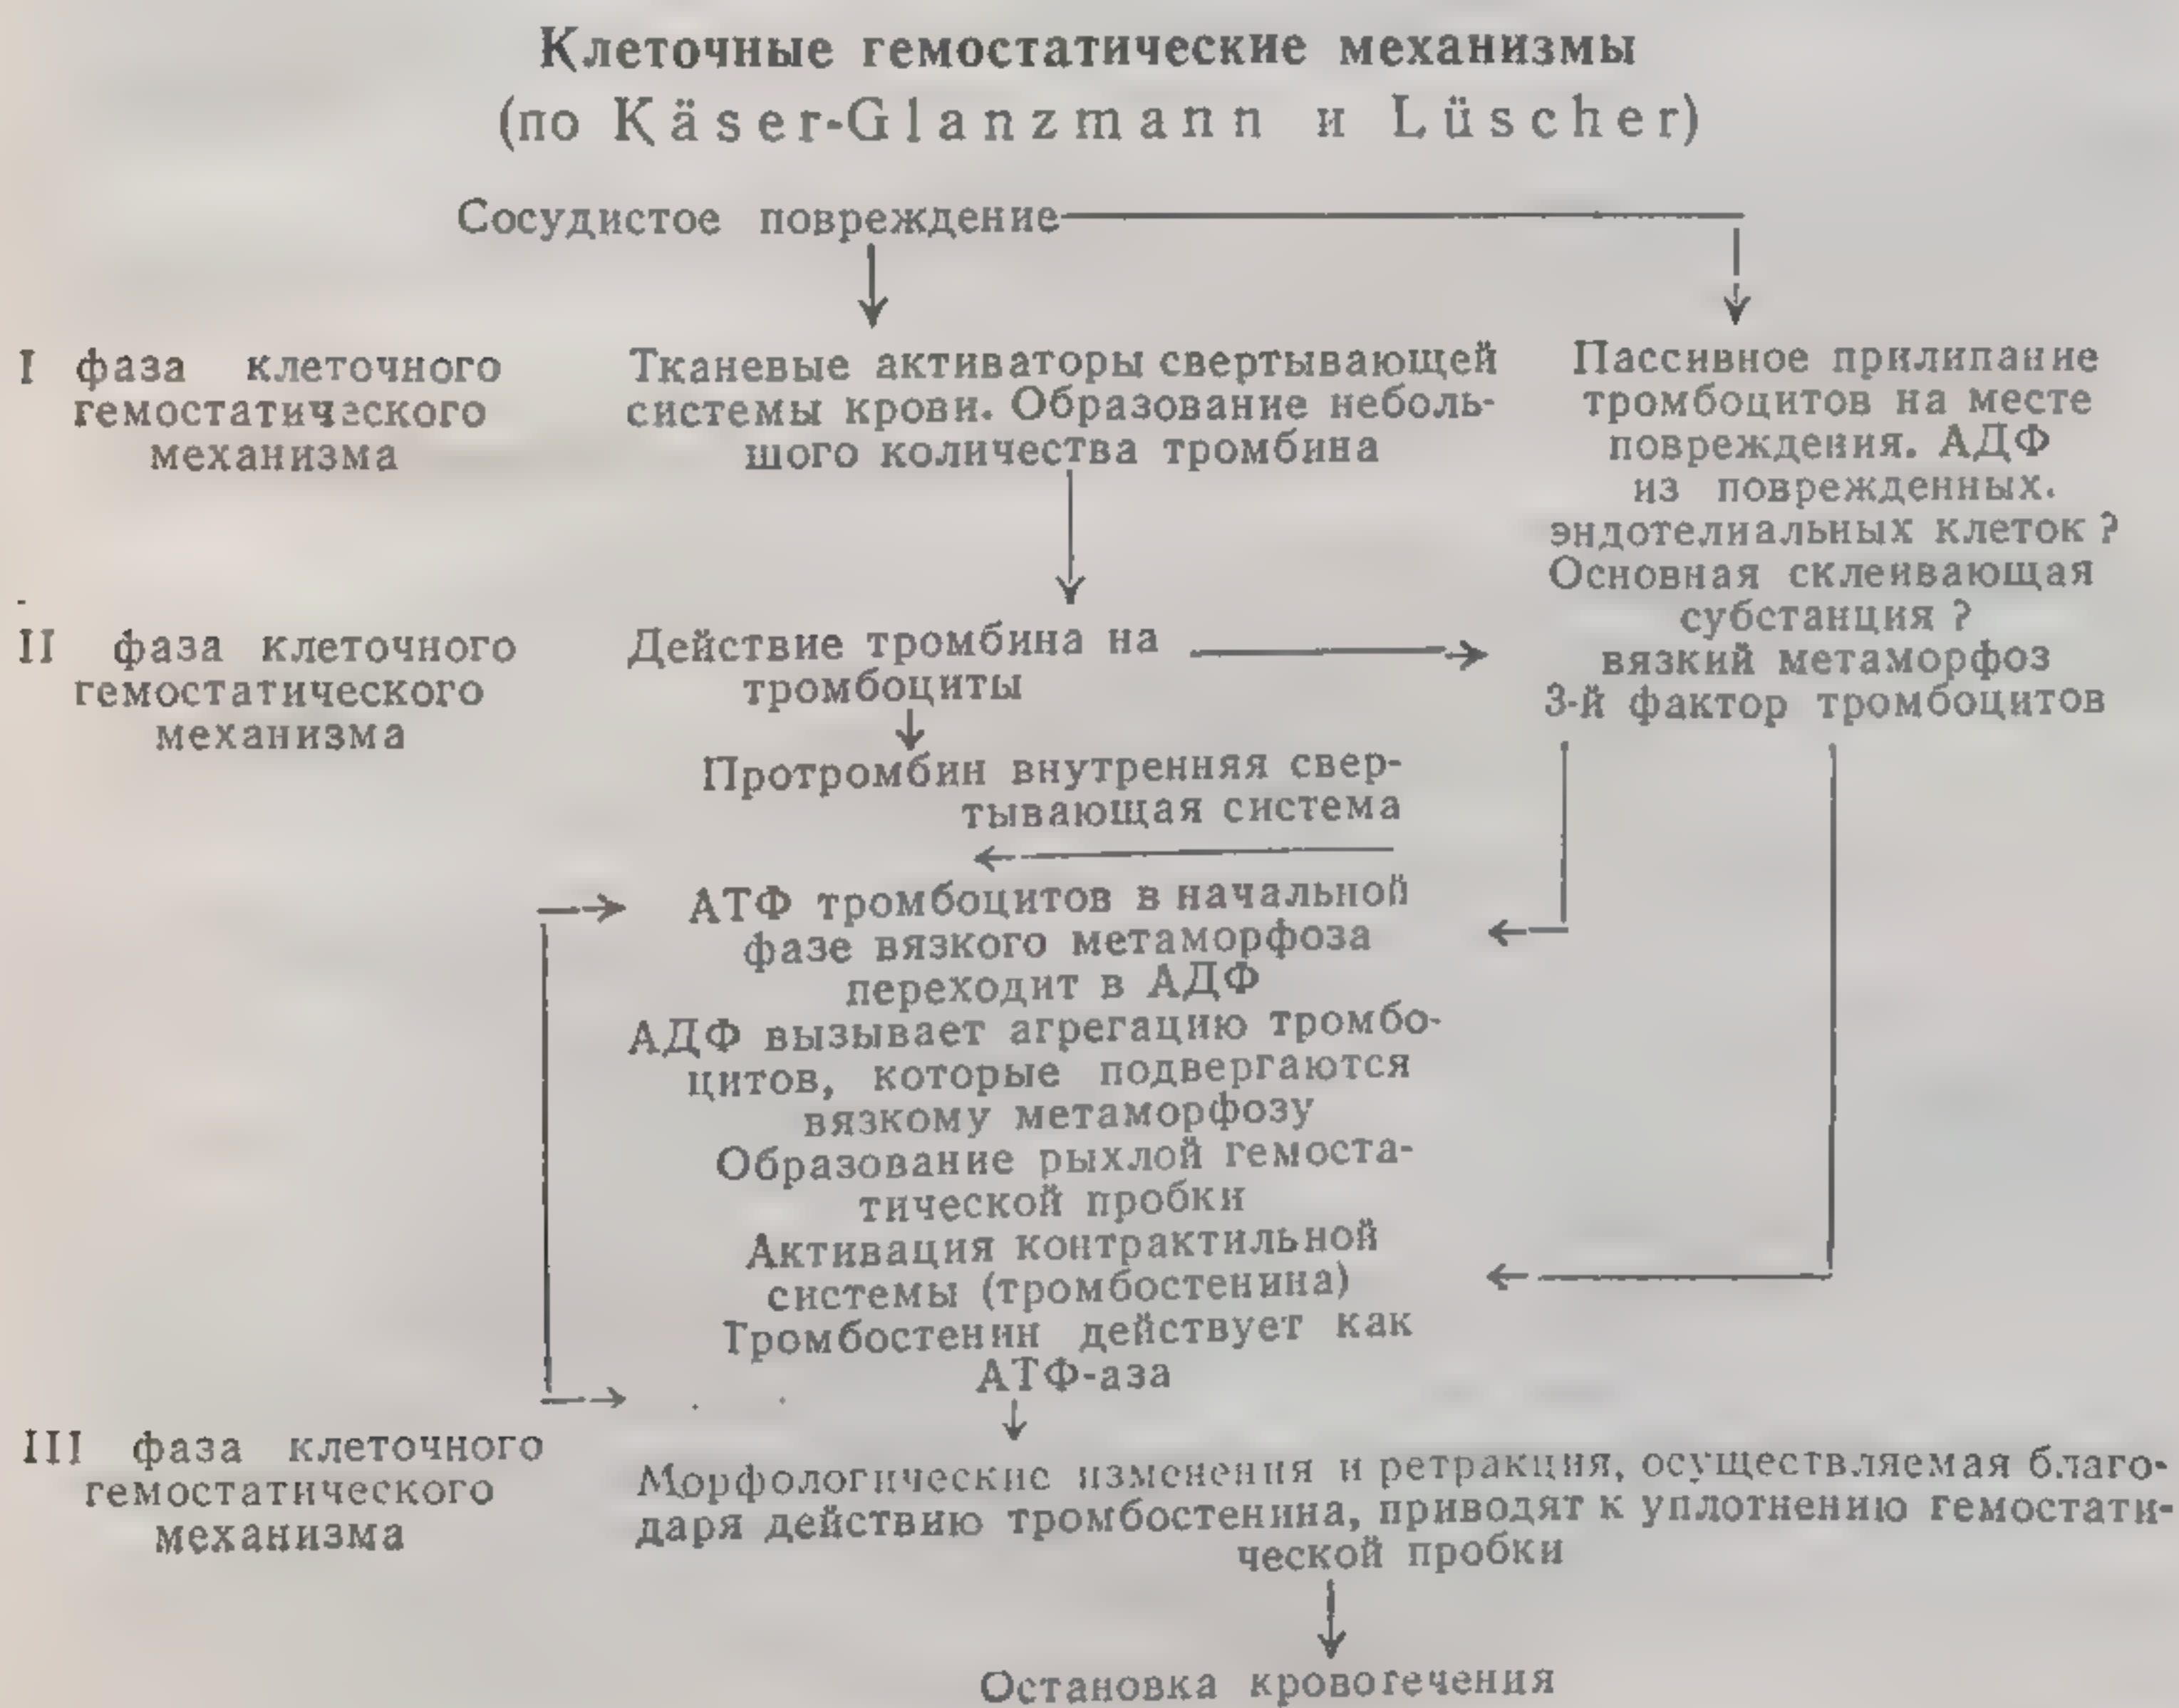 Клеточные гемостатические механизмы
(по Käser-Glanzmann и Lüscher)
Сосудистое повреждение
I фаза клеточного
гемостатического
механизма
Тканевые активаторы свертывающей
системы крови. Образование неболь-
шого количества тромбина
Пассивное прилипание
тромбоцитов на месте
повреждения. АДФ
из поврежденных.
эндотелиальных клеток ?
Основная склеивающая
субстанция ?
вязкий метаморфоз
3-й фактор тромбоцитов
II фаза клеточного
гемостатического
механизма
Действие тромбина на
тромбоциты
Протромбин внутренняя свер-
тывающая система
АТФ тромбоцитов в начальной
фазе вязкого метаморфоза
переходит в АДФ
АДФ вызывает агрегацию тромбо-
цитов, которые подвергаются
вязкому метаморфозу
Образование рыхлой гемоста-
тической пробки
Активация контрактильной
системы (тромбостенина)
Тромбостенин действует как
АТФ-аза
III фаза клеточного
гемостатического
механизма
Морфологические изменения и ретракция, осуществляемая благо-
даря действию тромбостенина, приводят к уплотнению гемостати-
ческой пробки
Остановка кровотечения